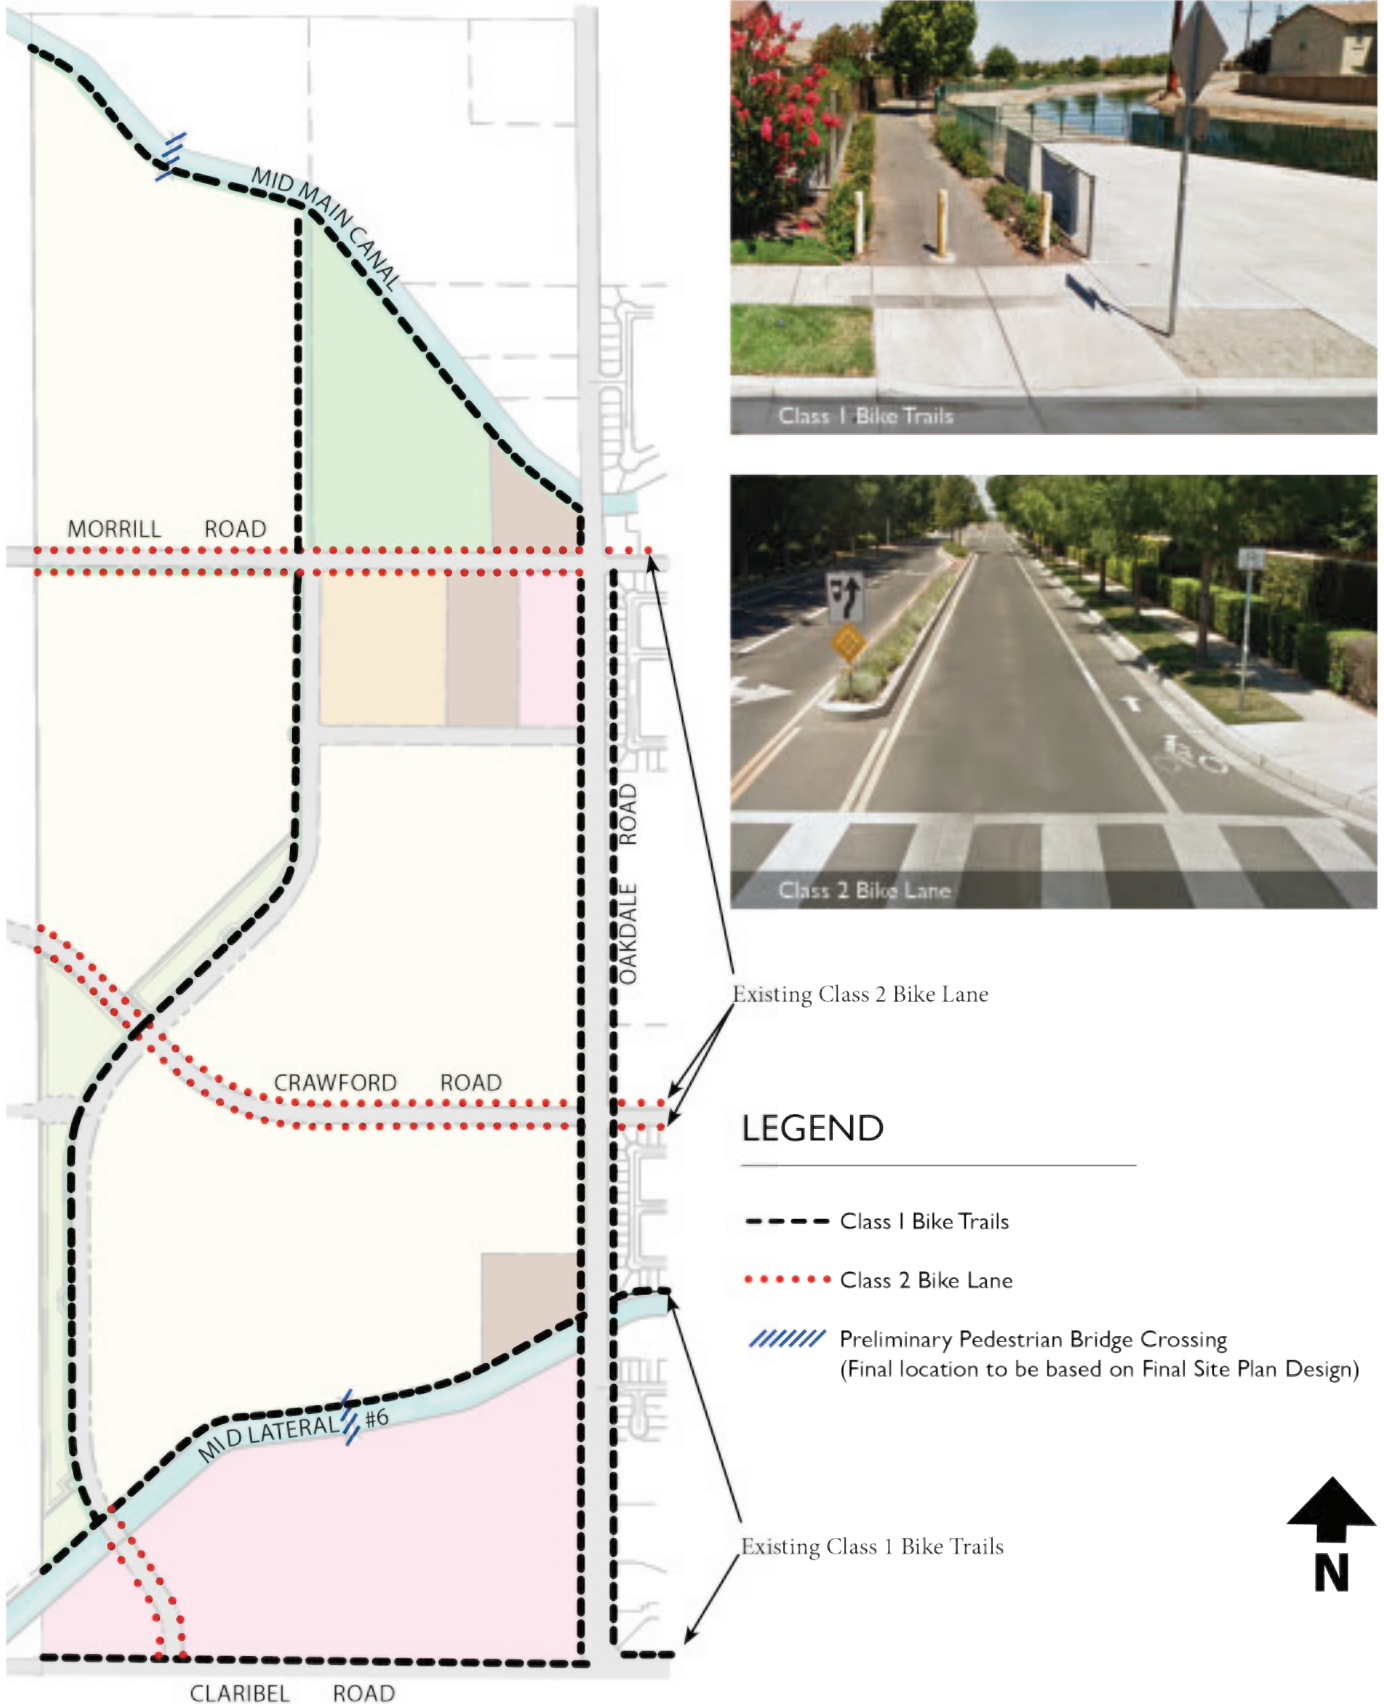 MID MAIN CANAL
MORRILL ROAD
OAKDALE ROAD
CRAWFORD ROAD
MID LATERAL #6
CLARIBEL ROAD
Class 1 Bike Trails
Class 2 Bike Lane
Existing Class 2 Bike Lane
LEGEND
Class 1 Bike Trails
Class 2 Bike Lane
Preliminary Pedestrian Bridge Crossing
(Final location to be based on Final Site Plan Design)
Existing Class 1 Bike Trails
N